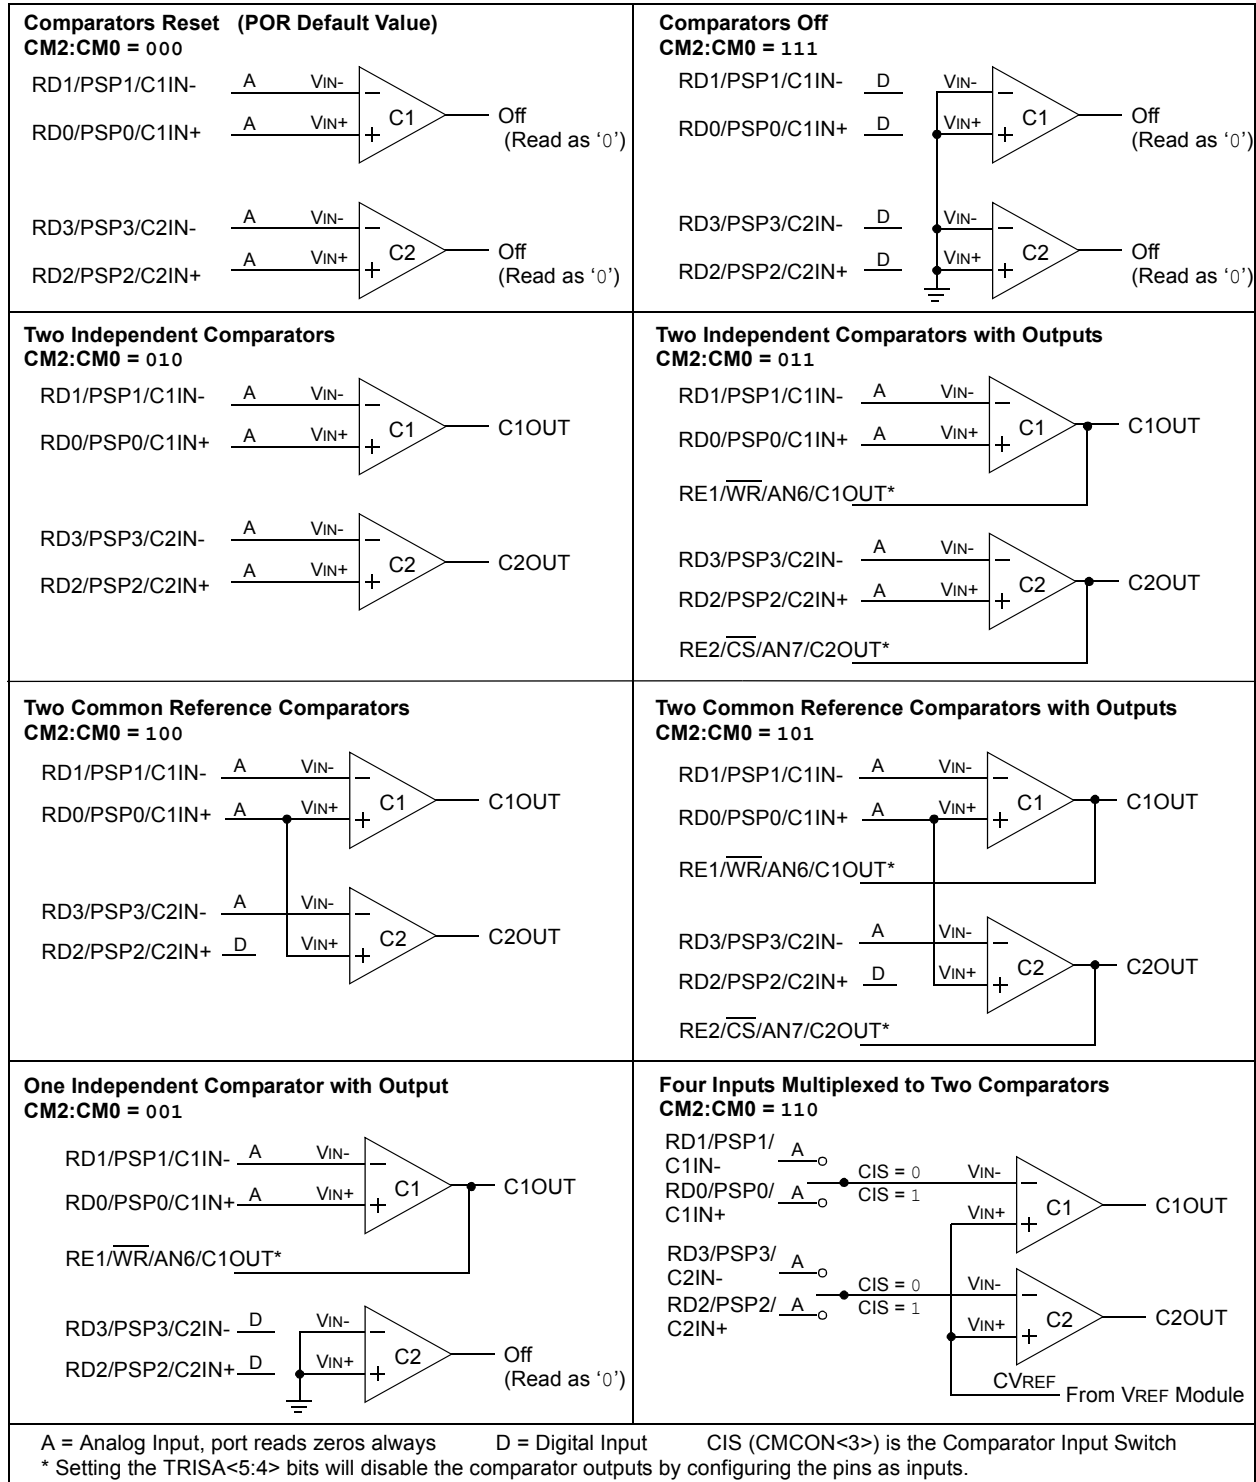 Comparators Reset (POR Default Value)
CM2:CM0 = 000
RD1/PSP1/C1IN- A VIN-
RD0/PSP0/C1IN+ A VIN+
C1
Off
(Read as ‘0’)
RD3/PSP3/C2IN- A VIN-
RD2/PSP2/C2IN+ A VIN+
C2
Off
(Read as ‘0’)
Comparators Off
CM2:CM0 = 111
RD1/PSP1/C1IN- D VIN-
RD0/PSP0/C1IN+ D VIN+
C1
Off
(Read as ‘0’)
RD3/PSP3/C2IN- D VIN-
RD2/PSP2/C2IN+ D VIN+
C2
Off
(Read as ‘0’)
Two Independent Comparators
CM2:CM0 = 010
RD1/PSP1/C1IN- A VIN-
RD0/PSP0/C1IN+ A VIN+
C1
C1OUT
RD3/PSP3/C2IN- A VIN-
RD2/PSP2/C2IN+ A VIN+
C2
C2OUT
Two Independent Comparators with Outputs
CM2:CM0 = 011
RD1/PSP1/C1IN- A VIN-
RD0/PSP0/C1IN+ A VIN+
C1
C1OUT
RE1/WR/AN6/C1OUT*
RD3/PSP3/C2IN- A VIN-
RD2/PSP2/C2IN+ A VIN+
C2
C2OUT
RE2/CS/AN7/C2OUT*
Two Common Reference Comparators
CM2:CM0 = 100
RD1/PSP1/C1IN- A VIN-
RD0/PSP0/C1IN+ A VIN+
C1
C1OUT
RD3/PSP3/C2IN- A VIN-
RD2/PSP2/C2IN+ D VIN+
C2
C2OUT
Two Common Reference Comparators with Outputs
CM2:CM0 = 101
RD1/PSP1/C1IN- A VIN-
RD0/PSP0/C1IN+ A VIN+
C1
C1OUT
RE1/WR/AN6/C1OUT*
RD3/PSP3/C2IN- A VIN-
RD2/PSP2/C2IN+ D VIN+
C2
C2OUT
RE2/CS/AN7/C2OUT*
One Independent Comparator with Output
CM2:CM0 = 001
RD1/PSP1/C1IN- A VIN-
RD0/PSP0/C1IN+ A VIN+
C1
C1OUT
RE1/WR/AN6/C1OUT*
RD3/PSP3/C2IN- D VIN-
RD2/PSP2/C2IN+ D VIN+
C2
Off
(Read as ‘0’)
Four Inputs Multiplexed to Two Comparators
CM2:CM0 = 110
RD1/PSP1/
C1IN- A
RD0/PSP0/
C1IN+ A
CIS = 0
CIS = 1
VIN-
VIN+
C1
C1OUT
RD3/PSP3/
C2IN- A
RD2/PSP2/
C2IN+ A
CIS = 0
CIS = 1
VIN-
VIN+
C2
C2OUT
CVREF
From VREF Module
A = Analog Input, port reads zeros always D = Digital Input CIS (CMCON<3>) is the Comparator Input Switch
* Setting the TRISA<5:4> bits will disable the comparator outputs by configuring the pins as inputs.